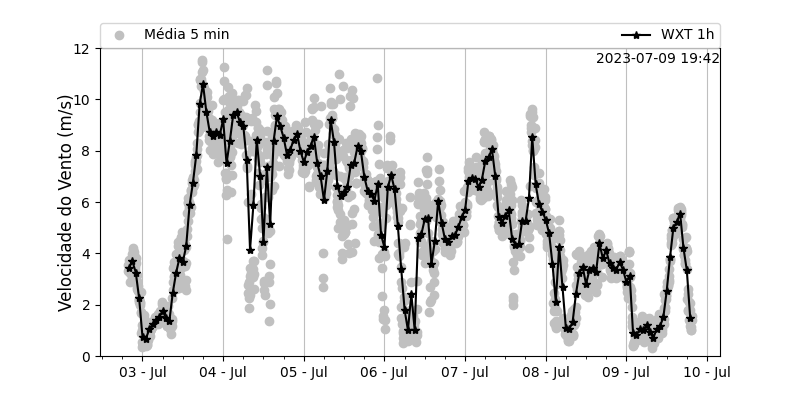 Média 5 min
WXT 1h
2023-07-09 19:42
Velocidade do Vento (m/s)
12
10
8
6
4
2
0
03 - Jul
04 - Jul
05 - Jul
06 - Jul
07 - Jul
08 - Jul
09 - Jul
10 - Jul